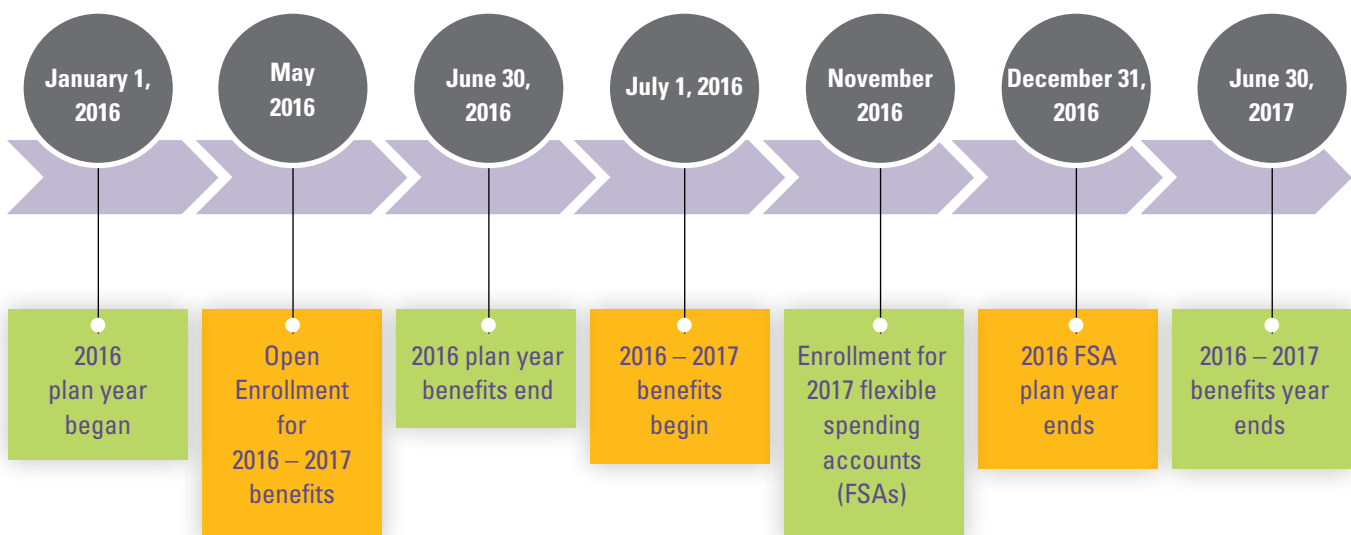 January 1,
2016
May
2016
June 30,
2016
July 1, 2016
November
2016
December 31,
2016
June 30,
2017
2016
plan year
began
Open
Enrollment
for
2016 – 2017
benefits
2016 plan year
benefits end
2016 – 2017
benefits
begin
Enrollment for
2017 flexible
spending
accounts
(FSAs)
2016 FSA
plan year
ends
2016 – 2017
benefits year
ends